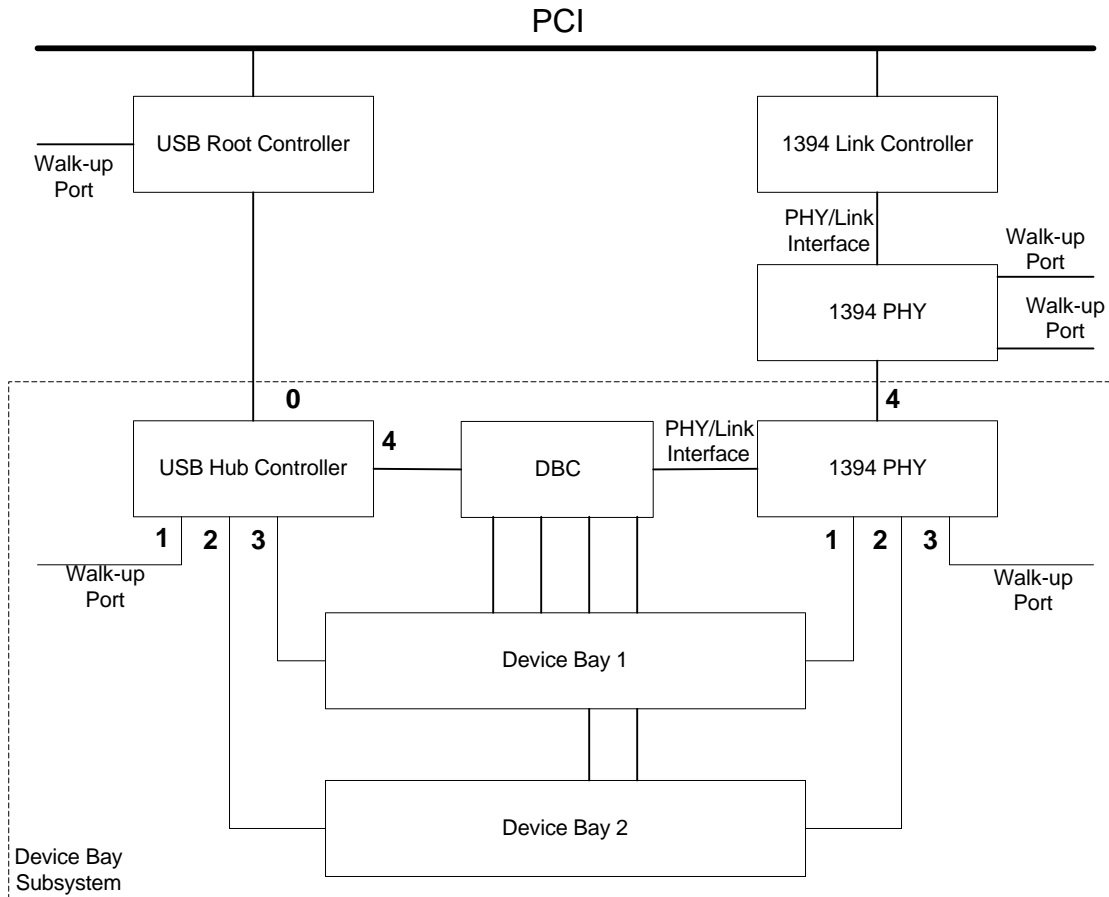 PCI
USB Root Controller
1394 Link Controller
Walk-up
Port
PHY/Link
Interface
Walk-up
Port
1394 PHY
Walk-up
Port
0
4
USB Hub Controller
4
DBC
PHY/Link
Interface
1394 PHY
1
2
3
1
2
3
Walk-up
Port
Walk-up
Port
Device Bay 1
Device Bay 2
Device Bay
Subsystem